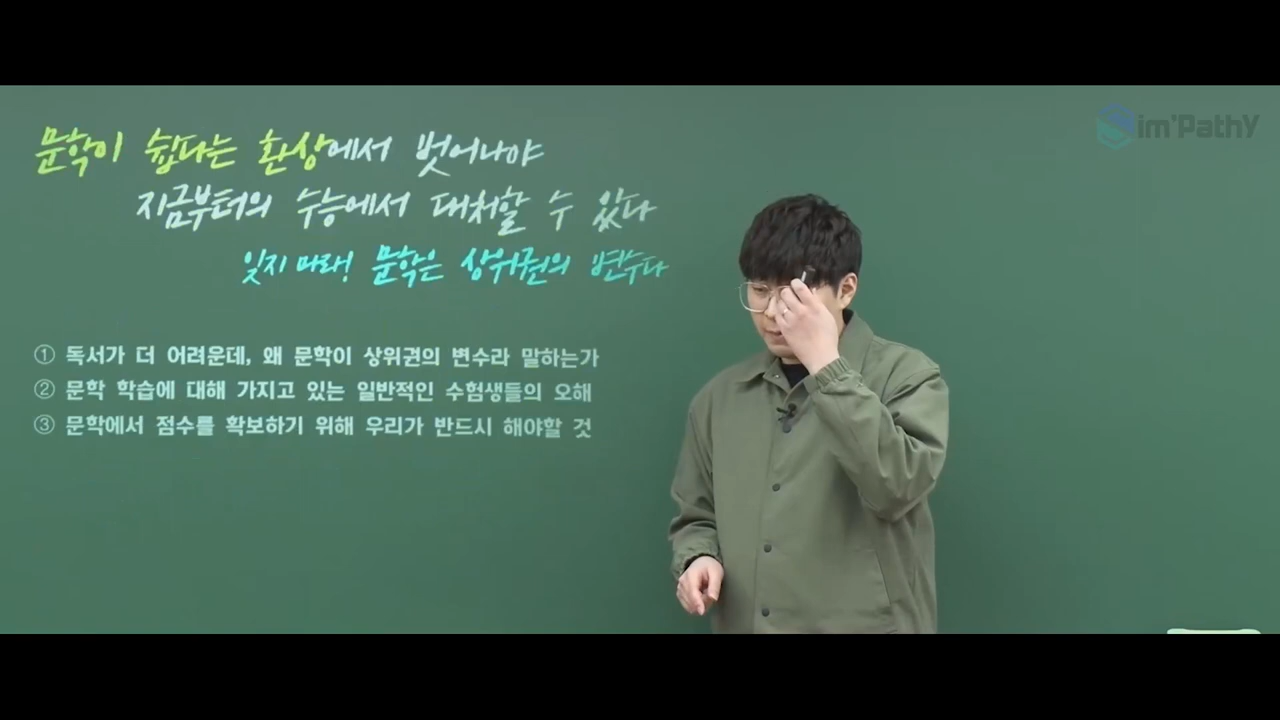 im'PathY
문학이 쉽다는 환상에서 벗어나야
지금부터의 수능에서 대처할 수 있다
잊지 마라! 문학은 상위권의 변수다
① 독서가 더 어려운데, 왜 문학이 상위권의 변수라 말하는가
② 문학 학습에 대해 가지고 있는 일반적인 수험생들의 오해
③ 문학에서 점수를 확보하기 위해 우리가 반드시 해야할 것